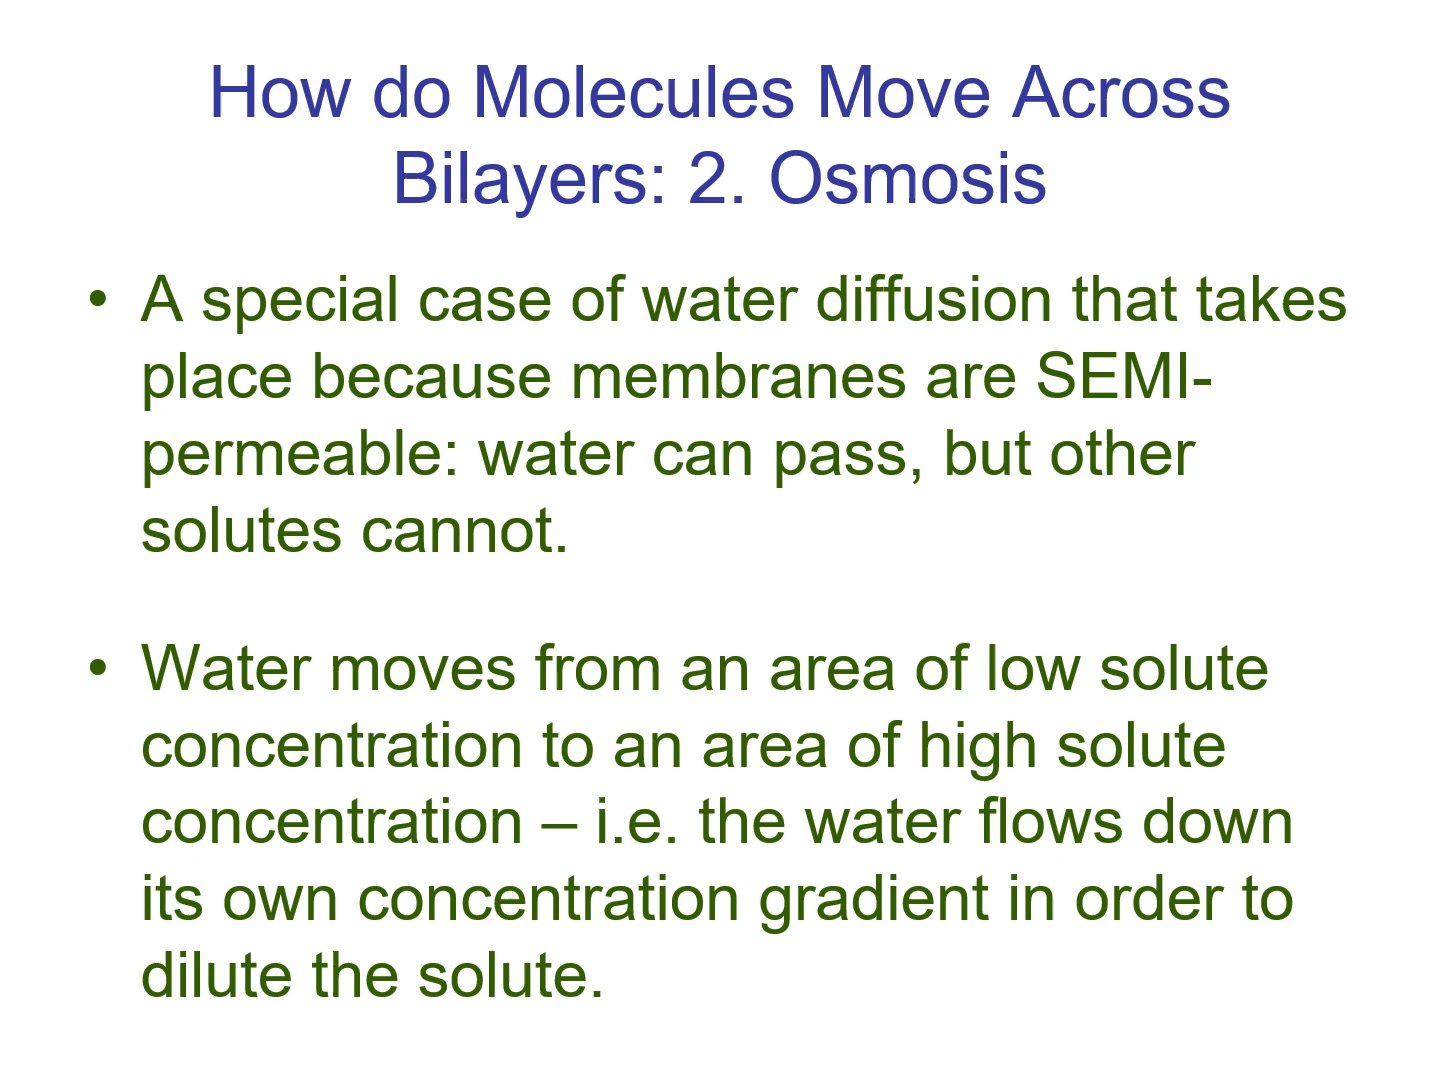 How do Molecules Move Across
Bilayers: 2. Osmosis
• A special case of water diffusion that takes
place because membranes are SEMI-
permeable: water can pass, but other
solutes cannot.
• Water moves from an area of low solute
concentration to an area of high solute
concentration – i.e. the water flows down
its own concentration gradient in order to
dilute the solute.